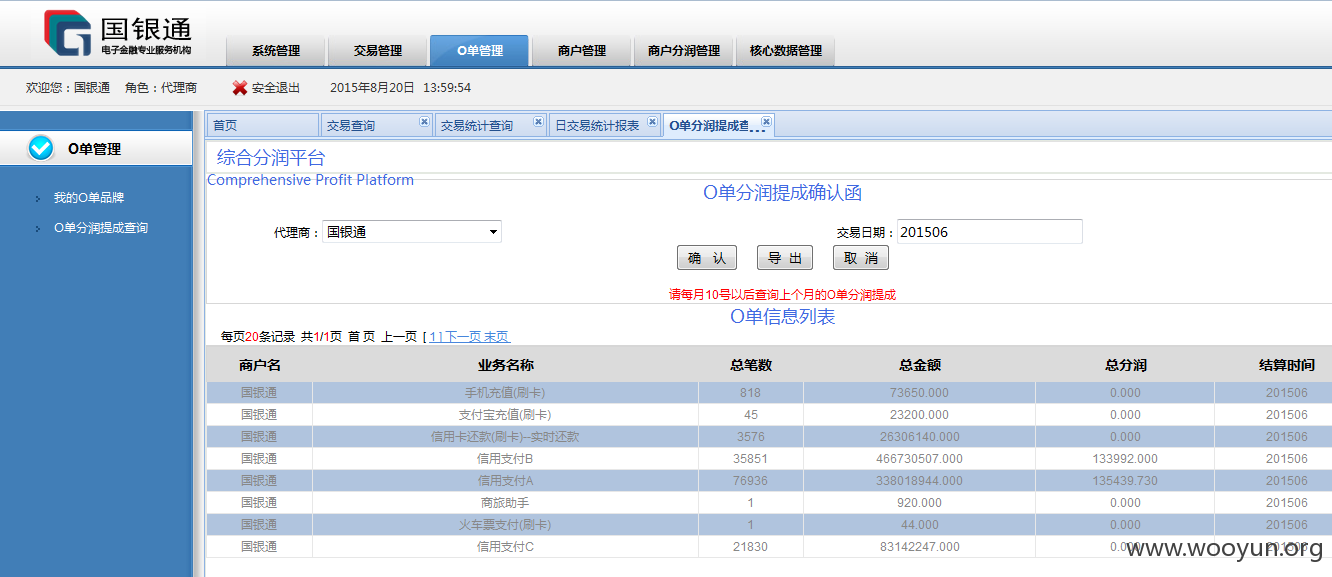 国银通
电子金融专业服务机构
系统管理 交易管理 O单管理 商户管理 商户分润管理 核心数据管理
欢迎您：国银通 角色：代理商 安全退出 2015年8月20日 13:59:54
首页 交易查询 交易统计查询 日交易统计报表 O单分润提成查...
O单管理
我的O单品牌
O单分润提成查询
综合分润平台
Comprehensive Profit Platform
O单分润提成确认函
代理商：国银通 交易日期：201506
确 认 导 出 取 消
请每月10号以后查询上个月的O单分润提成
O单信息列表
每页20条记录 共1/1页 首 页 上一页 [ 1 ] 下一页 末页
商户名 业务名称 总笔数 总金额 总分润 结算时间
国银通 手机充值(刷卡) 818 73650.000 0.000 201506
国银通 支付宝充值(刷卡) 45 23200.000 0.000 201506
国银通 信用卡还款(刷卡)--实时还款 3576 26306140.000 0.000 201506
国银通 信用支付B 35851 466730507.000 133992.000 201506
国银通 信用支付A 76936 338018944.000 135439.730 201506
国银通 商旅助手 1 920.000 0.000 201506
国银通 火车票支付(刷卡) 1 44.000 0.000 201506
国银通 信用支付C 21830 83142247.000 0.000 201506
www.wooyun.org